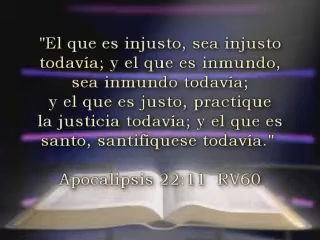 "El que es injusto, sea injusto
todavía; y el que es inmundo,
sea inmundo todavía;
y el que es justo, practique
la justicia todavía; y el que es
santo, santifíquese todavía."
Apocalipsis 22:11 RV60